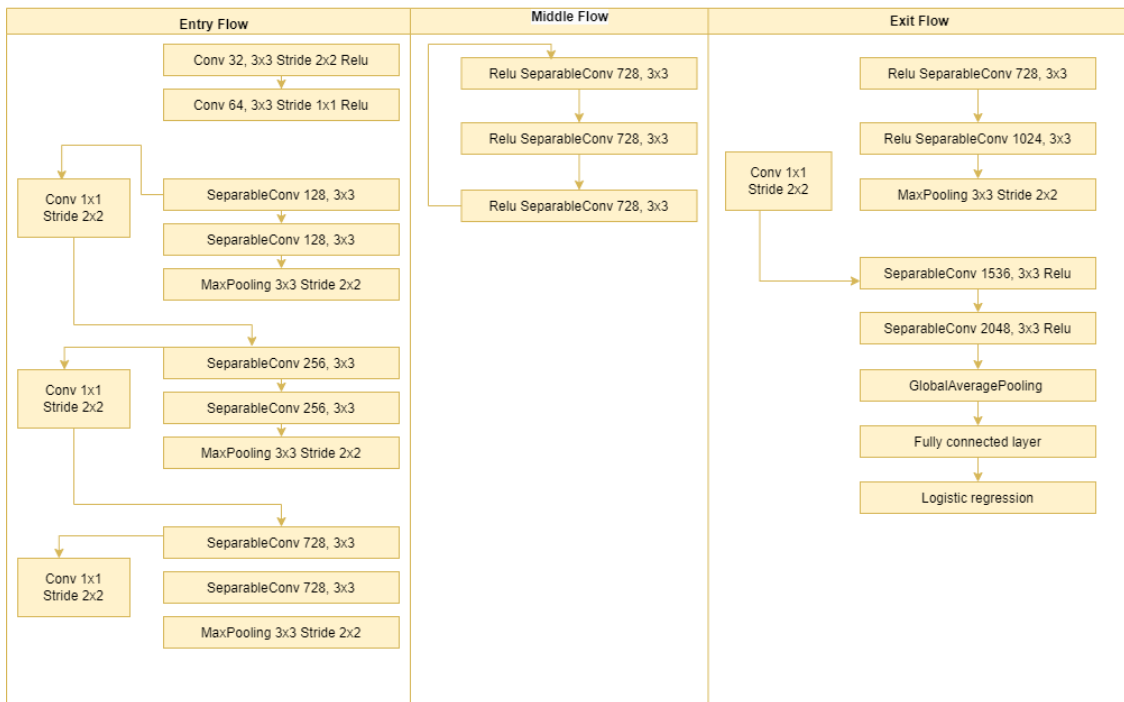 Entry Flow
Conv 32, 3x3 Stride 2x2 Relu
Conv 64, 3x3 Stride 1x1 Relu
Conv 1x1
Stride 2x2
SeparableConv 128, 3x3
SeparableConv 128, 3x3
MaxPooling 3x3 Stride 2x2
Conv 1x1
Stride 2x2
SeparableConv 256, 3x3
SeparableConv 256, 3x3
MaxPooling 3x3 Stride 2x2
Conv 1x1
Stride 2x2
SeparableConv 728, 3x3
SeparableConv 728, 3x3
MaxPooling 3x3 Stride 2x2
Middle Flow
Relu SeparableConv 728, 3x3
Relu SeparableConv 728, 3x3
Relu SeparableConv 728, 3x3
Exit Flow
Relu SeparableConv 728, 3x3
Relu SeparableConv 1024, 3x3
Conv 1x1
Stride 2x2
MaxPooling 3x3 Stride 2x2
SeparableConv 1536, 3x3 Relu
SeparableConv 2048, 3x3 Relu
GlobalAveragePooling
Fully connected layer
Logistic regression